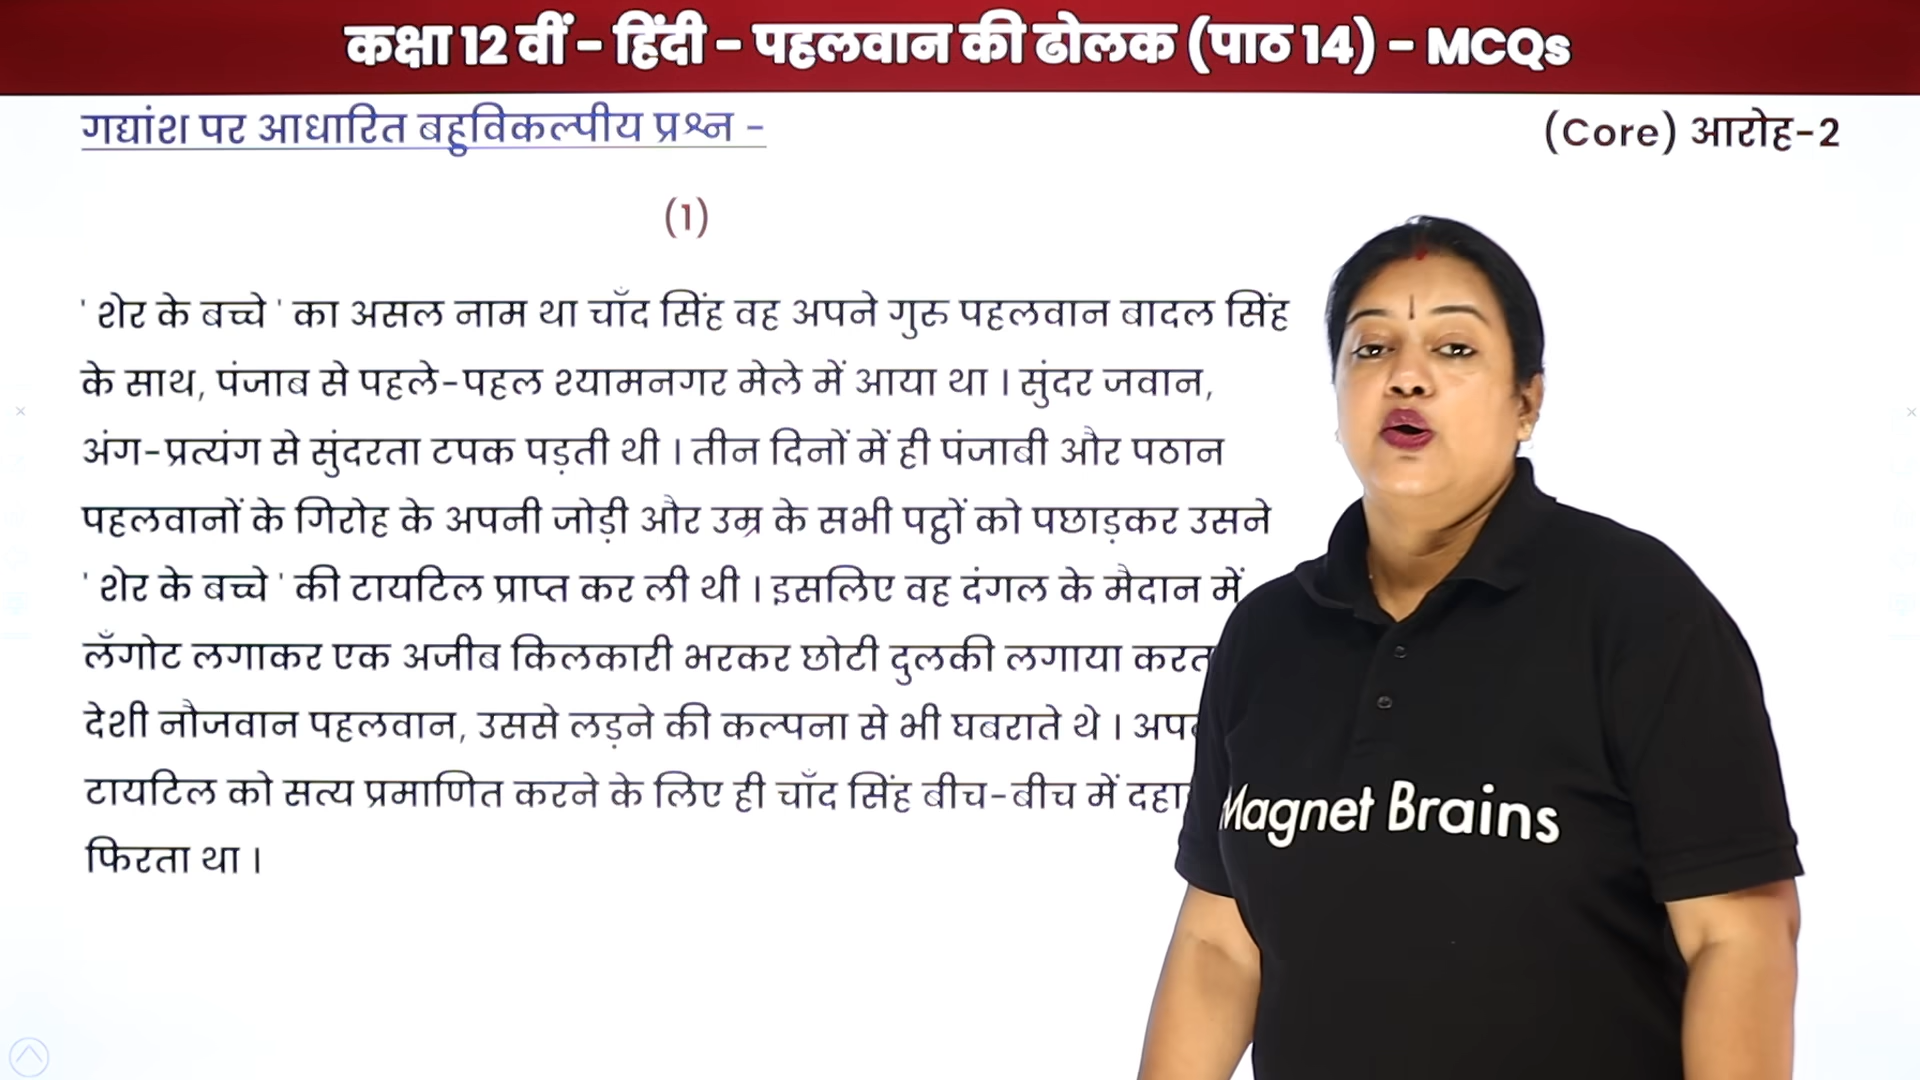 कक्षा 12 वीं - हिंदी - पहलवान की ढोलक (पाठ 14) - MCQs
गद्यांश पर आधारित बहुविकल्पीय प्रश्न -
(Core) आरोह-2
(1)
' शेर के बच्चे ' का असल नाम था चाँद सिंह वह अपने गुरु पहलवान बादल सिंह
के साथ, पंजाब से पहले-पहल श्यामनगर मेले में आया था । सुंदर जवान,
अंग-प्रत्यंग से सुंदरता टपक पड़ती थी । तीन दिनों में ही पंजाबी और पठान
पहलवानों के गिरोह के अपनी जोड़ी और उम्र के सभी पट्ठों को पछाड़कर उसने
' शेर के बच्चे ' की टायटिल प्राप्त कर ली थी । इसलिए वह दंगल के मैदान में
लँगोट लगाकर एक अजीब किलकारी भरकर छोटी दुलकी लगाया
देशी नौजवान पहलवान, उससे लड़ने की कल्पना से भी घबराते थे ।
टायटिल को सत्य प्रमाणित करने के लिए ही चाँद सिंह बीच-बीच में
फिरता था ।
Magnet Brains